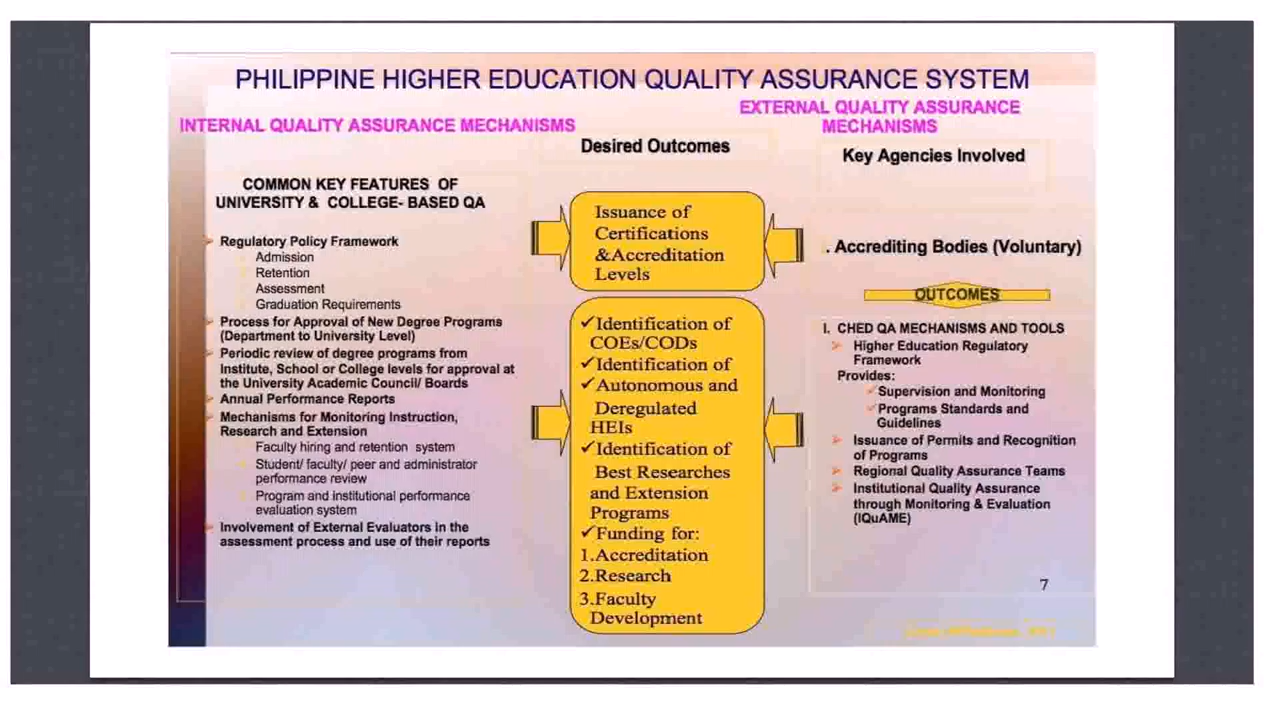 PHILIPPINE HIGHER EDUCATION QUALITY ASSURANCE SYSTEM
INTERNAL QUALITY ASSURANCE MECHANISMS
COMMON KEY FEATURES OF
UNIVERSITY & COLLEGE- BASED QA
Regulatory Policy Framework
Admission
Retention
Assessment
Graduation Requirements
Process for Approval of New Degree Programs
(Department to University Level)
Periodic review of degree programs from
Institute, School or College levels for approval at
the University Academic Council/ Boards
Annual Performance Reports
Mechanisms for Monitoring Instruction,
Research and Extension
Faculty hiring and retention system
Student/ faculty/ peer and administrator
performance review
Program and institutional performance
evaluation system
Involvement of External Evaluators in the
assessment process and use of their reports
Desired Outcomes
Issuance of
Certifications
&Accreditation
Levels
✓Identification of
COEs/CODs
✓Identification of
✓Autonomous and
Deregulated
HEIs
✓Identification of
Best Researches
and Extension
Programs
✓Funding for:
1.Accreditation
2.Research
3.Faculty
Development
EXTERNAL QUALITY ASSURANCE
MECHANISMS
Key Agencies Involved
. Accrediting Bodies (Voluntary)
OUTCOMES
I. CHED QA MECHANISMS AND TOOLS
Higher Education Regulatory
Framework
Provides:
✓Supervision and Monitoring
✓Programs Standards and
Guidelines
Issuance of Permits and Recognition
of Programs
Regional Quality Assurance Teams
Institutional Quality Assurance
through Monitoring & Evaluation
(IQuAME)
7